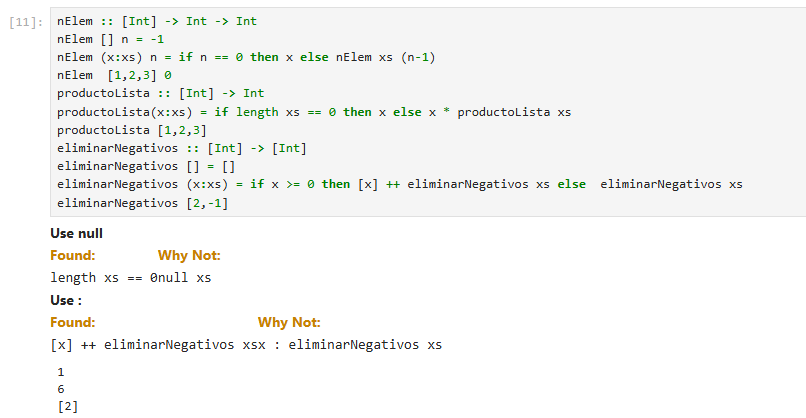 [11]: nElem :: [Int] -> Int -> Int
nElem [] n = -1
nElem (x:xs) n = if n == 0 then x else nElem xs (n-1)
nElem  [1,2,3] 0
productoLista :: [Int] -> Int
productoLista(x:xs) = if length xs == 0 then x else x * productoLista xs
productoLista [1,2,3]
eliminarNegativos :: [Int] -> [Int]
eliminarNegativos [] = []
eliminarNegativos (x:xs) = if x >= 0 then [x] ++ eliminarNegativos xs else  eliminarNegativos xs
eliminarNegativos [2,-1]
Use null
Found: Why Not:
length xs == 0null xs
Use :
Found: Why Not:
[x] ++ eliminarNegativos xsx : eliminarNegativos xs
1
6
[2]